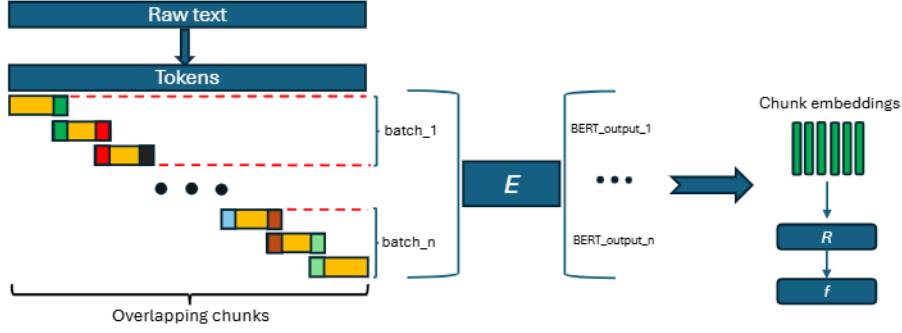 Raw text
Tokens
batch_1
BERT_output_1
Chunk embeddings
E
R
batch_n
BERT_output_n
f
Overlapping chunks